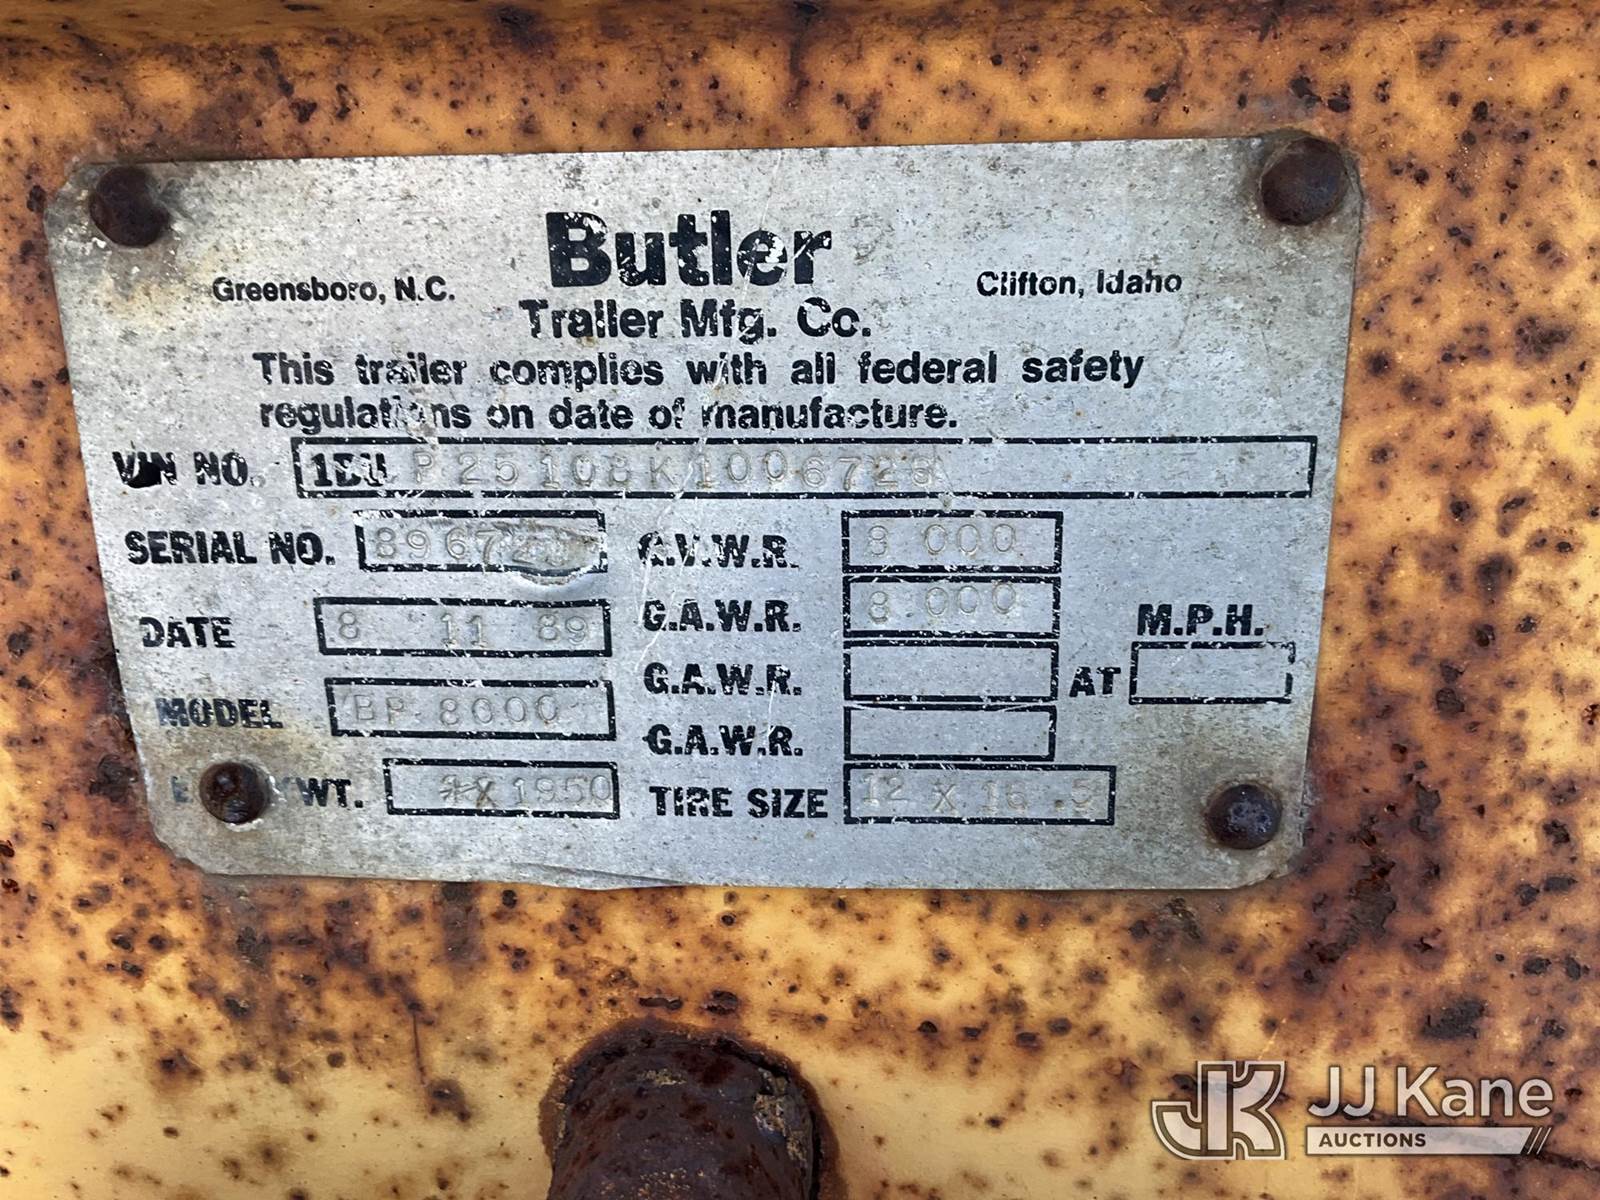 Butler
Greensboro, N.C. Clifton, Idaho
Trailer Mfg. Co.
This trailer complies with all federal safety
regulations on date of manufacture.
VIN NO. 1BUP25108K1006728
SERIAL NO. G.V.W.R. 8 000
DATE 8 11 89 G.A.W.R. 8 000 M.P.H.
G.A.W.R. AT
MODEL BP-8000 G.A.W.R.
WT. 1950 TIRE SIZE 12 X 16.5
JJ Kane
AUCTIONS